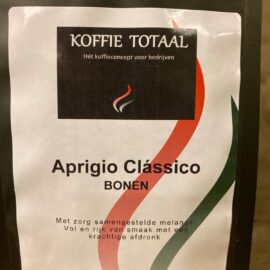 KOFFIE TOTAAL
Hét koffieconcept voor bedrijven
Aprigio Clássico
BONEN
Met zorg samengestelde melange
Vol en rijk van smaak met een
krachtige afdronk.